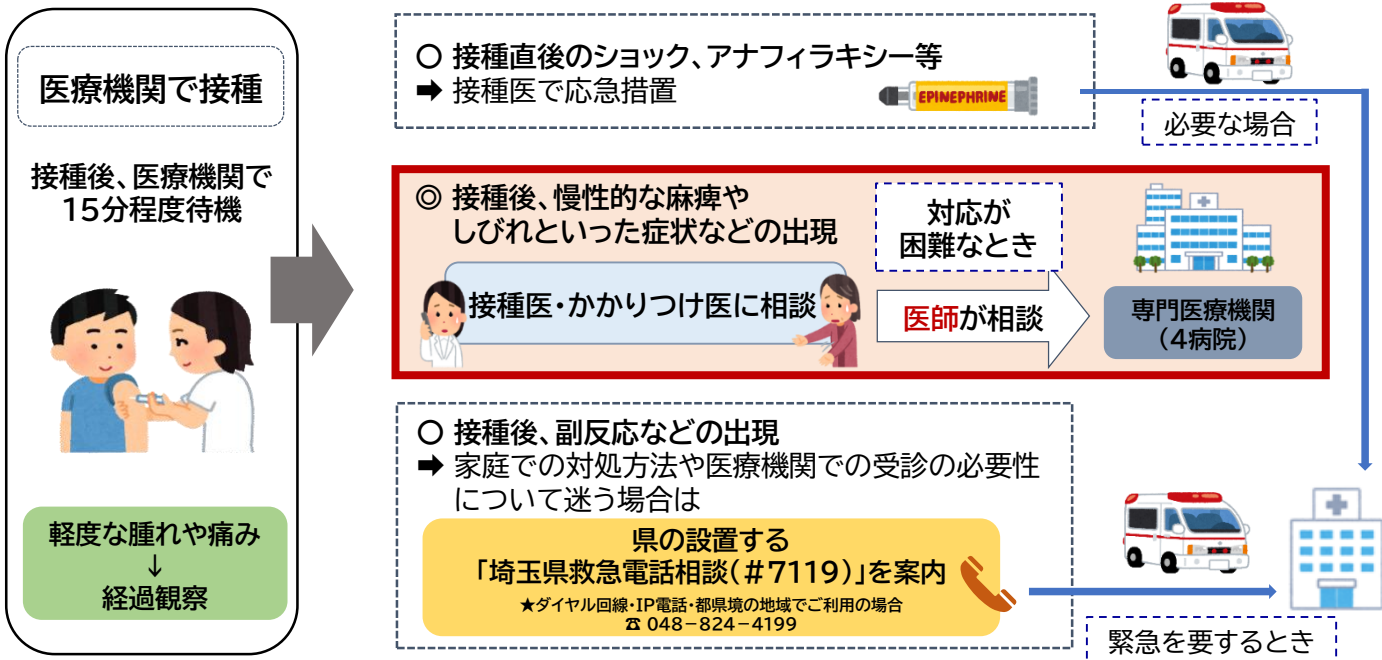 医療機関で接種
接種後、医療機関で
15分程度待機
軽度な腫れや痛み
↓
経過観察
○ 接種直後のショック、アナフィラキシー等
➡ 接種医で応急措置
EPINEPHRINE
必要な場合
◎ 接種後、慢性的な麻痺や
しびれといった症状などの出現
接種医・かかりつけ医に相談
対応が
困難なとき
医師が相談
専門医療機関
（4病院）
○ 接種後、副反応などの出現
➡ 家庭での対処方法や医療機関での受診の必要性
について迷う場合は
県の設置する
「埼玉県救急電話相談（＃7119）」を案内
★ダイヤル回線・IP電話・都県境の地域でご利用の場合
☎ 048－824－4199
緊急を要するとき